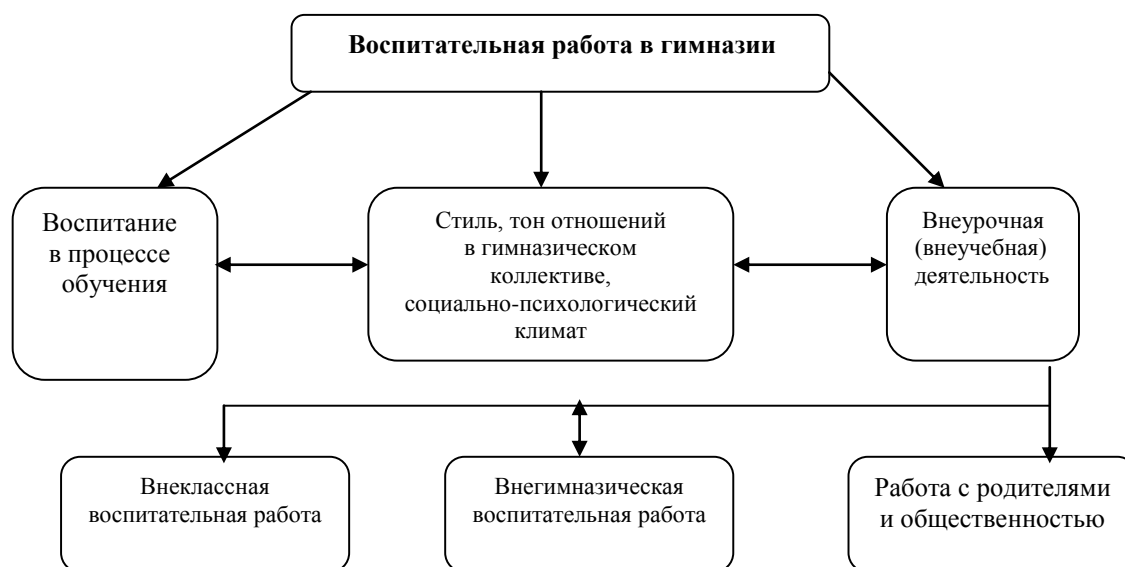 Воспитательная работа в гимназии
Воспитание
в процессе
обучения
Стиль, тон отношений
в гимназическом
коллективе,
социально-психологический
климат
Внеурочная
(внеучебная)
деятельность
Внеклассная
воспитательная работа
Внегимназическая
воспитательная работа
Работа с родителями
и общественностью